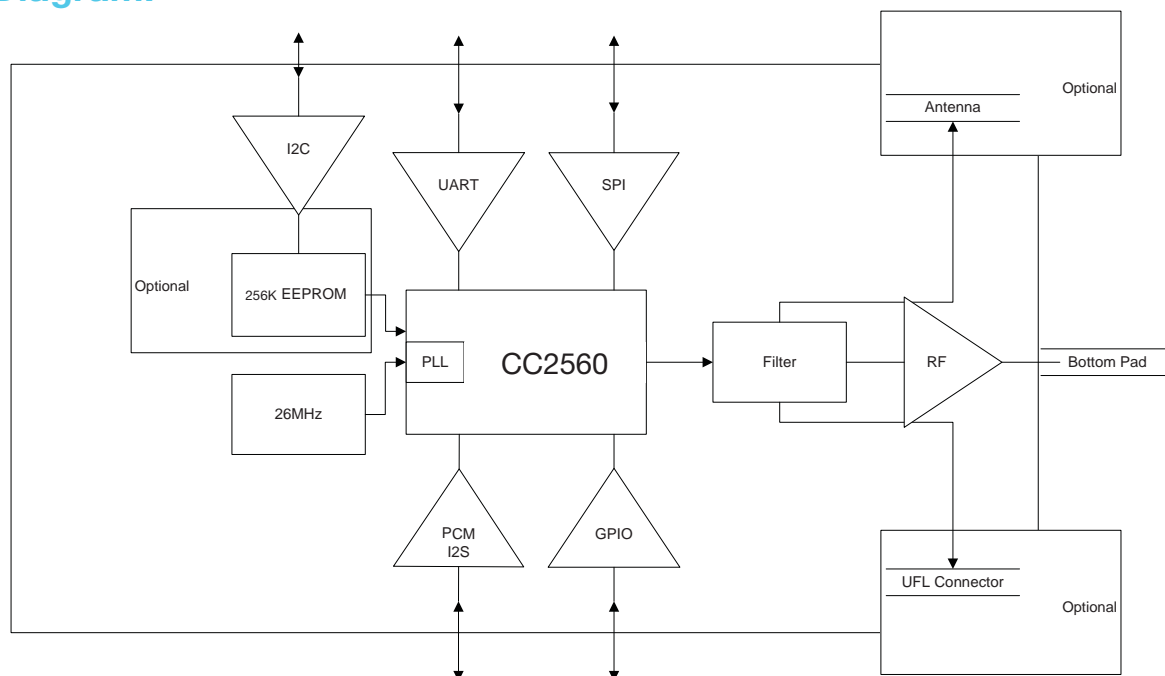 Diagram:
Optional
Antenna
I2C
UART
SPI
Optional
256K EEPROM
PLL
CC2560
Filter
RF
Bottom Pad
26MHz
PCM
I2S
GPIO
UFL Connector
Optional